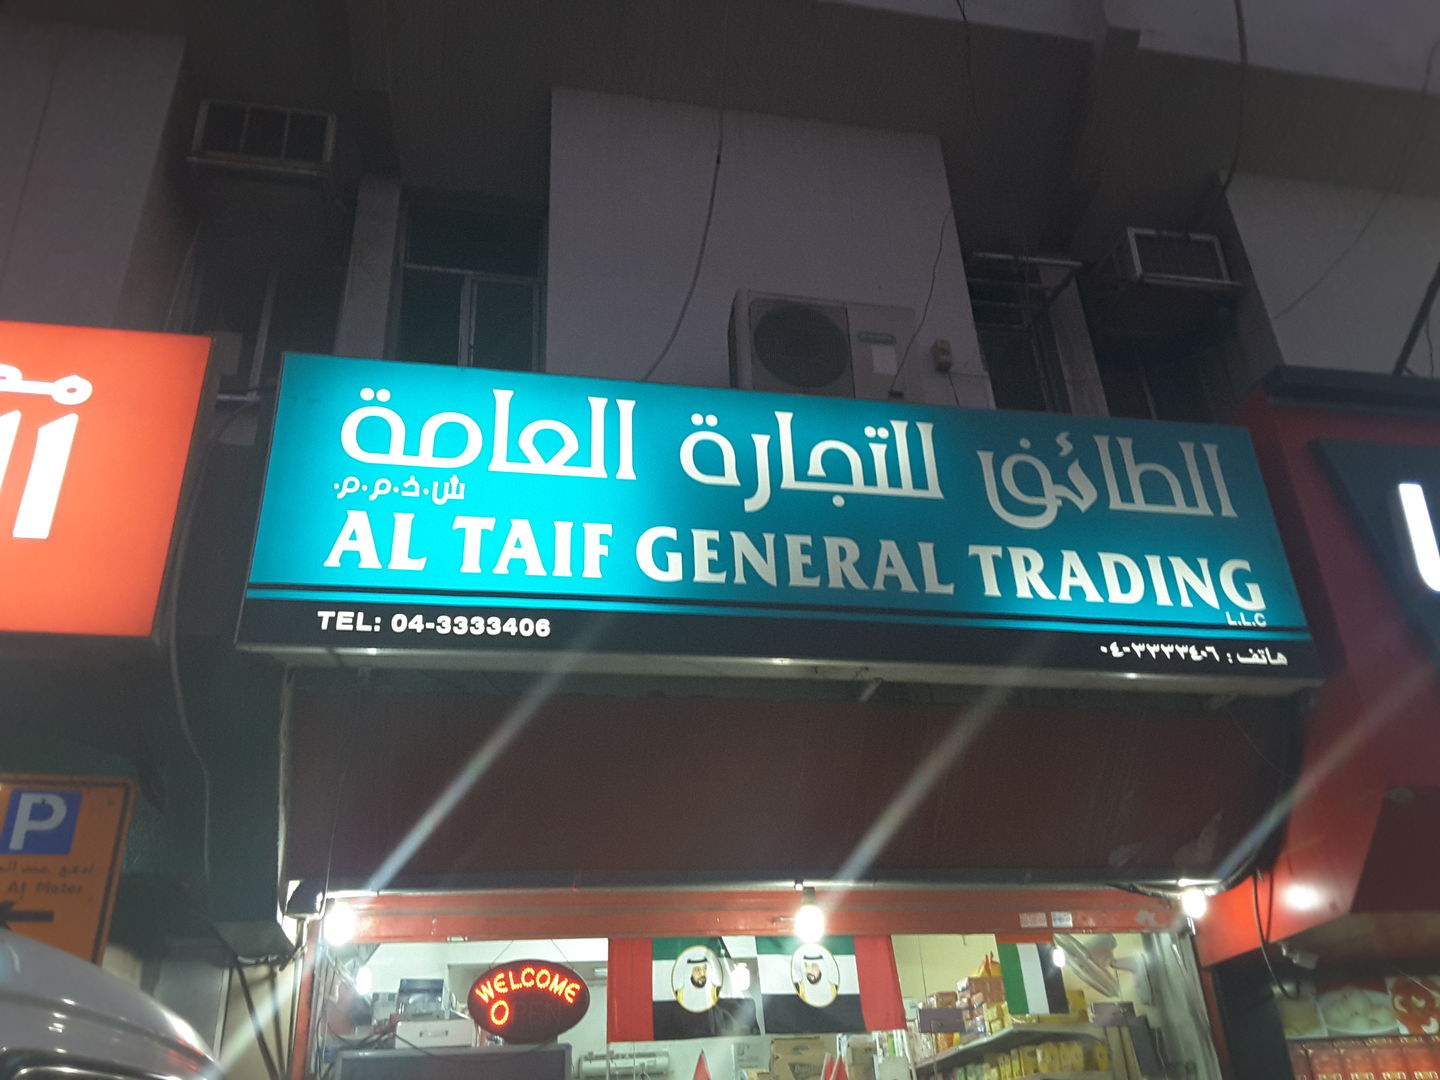 الطائف للتجارة العامة
ش.ذ.م.م.
AL TAIF GENERAL TRADING
L.L.C
TEL: 04-3333406
هاتف : ٠٤-٣٣٣٣٤٠٦
P
WELCOME